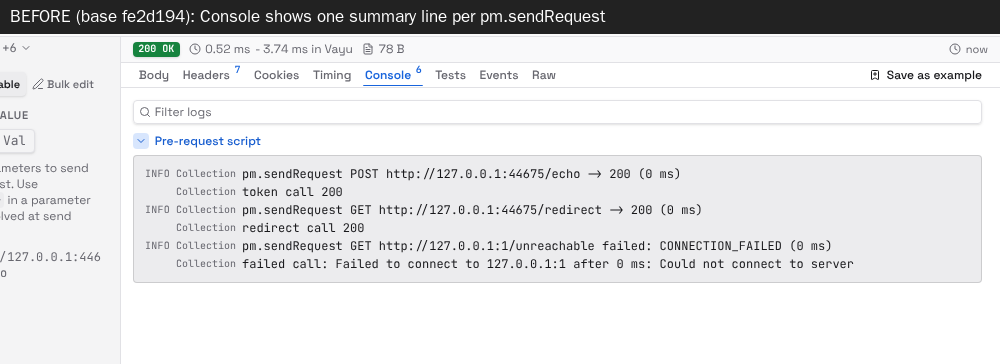 BEFORE (base fe2d194): Console shows one summary line per pm.sendRequest
+6
200 OK 0.52 ms - 3.74 ms in Vayu 78 B now
Body Headers 7 Cookies Timing Console 6 Tests Events Raw Save as example
able Bulk edit
Filter logs
ALUE
Val
Pre-request script
ameters to send
st. Use
in a parameter
olved at send
/127.0.0.1:446
o
INFO Collection pm.sendRequest POST http://127.0.0.1:44675/echo -> 200 (0 ms)
Collection token call 200
INFO Collection pm.sendRequest GET http://127.0.0.1:44675/redirect -> 200 (0 ms)
Collection redirect call 200
INFO Collection pm.sendRequest GET http://127.0.0.1:1/unreachable failed: CONNECTION_FAILED (0 ms)
Collection failed call: Failed to connect to 127.0.0.1:1 after 0 ms: Could not connect to server